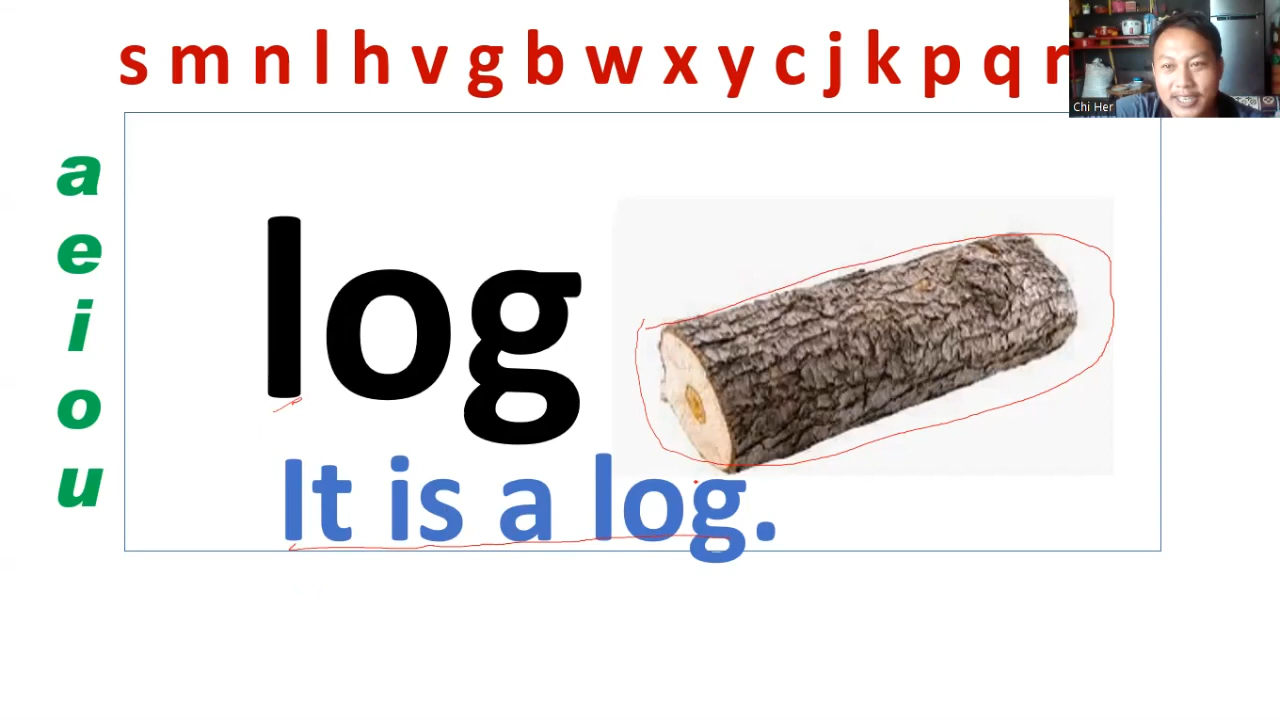 s m n l h v g b w x y c j k p q r
Chi Her
a
e
i
o
u
log
It is a log.